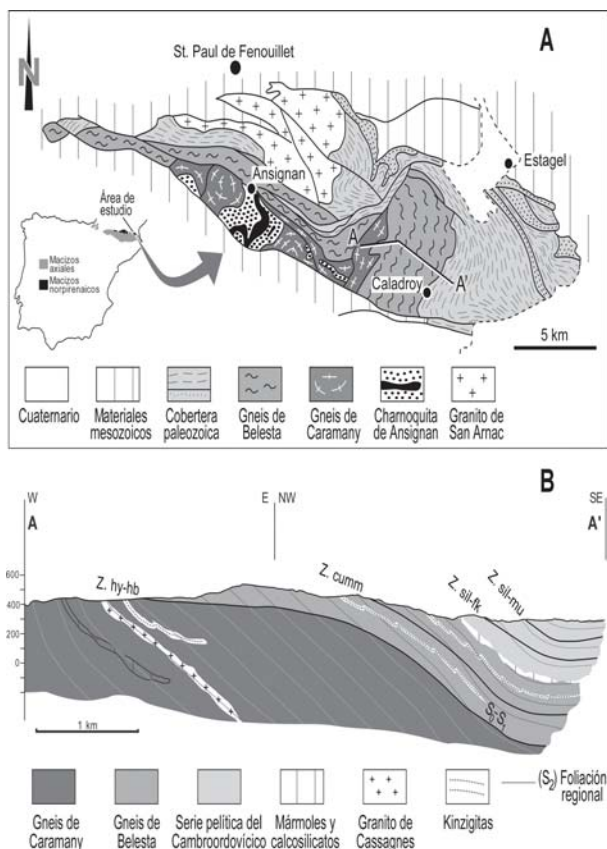 A
N
St. Paul de Fenouillet
Estagel
Ansignan
Área de
estudio
Macizos
axiales
Macizos
norpirenaicos
A
A'
Caladroy
5 km
Cuaternario
Materiales
mesozoicos
Cobertera
paleozoica
Gneis de
Belesta
Gneis de
Caramany
Charnoquita
de Ansignan
Granito de
San Arnac
B
W
E
NW
SE
A
A'
Z. hy-hb
Z. cumm
Z. sil-fk
Z. sil-mu
600
400
200
0
S₀-S₁
1 km
(S₂) Foliación
regional
Gneis de
Caramany
Gneis de
Belesta
Serie pelítica del
Cambroordovícico
Mármoles y
calcosilicatos
Granito de
Cassagnes
Kinzigitas